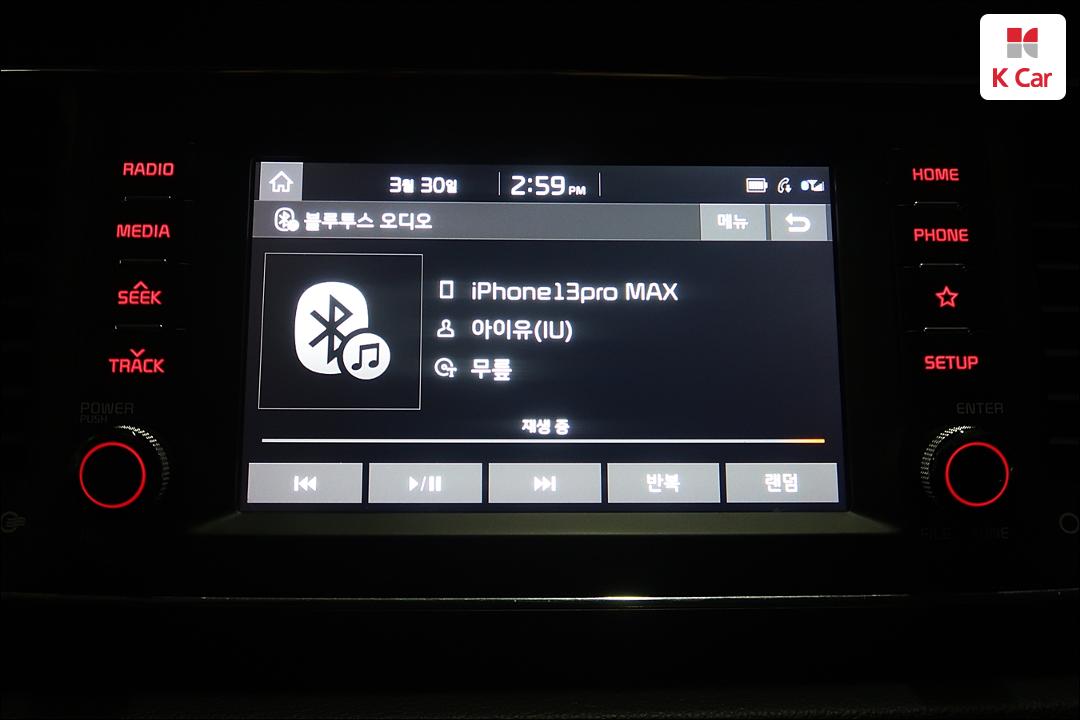 K Car
RADIO
MEDIA
SEEK
TRACK
POWER
PUSH
3월 30일
2:59 PM
블루투스 오디오
메뉴
iPhone13pro MAX
아이유(IU)
무릎
재생 중
반복
랜덤
HOME
PHONE
SETUP
ENTER
FILE
TUNE